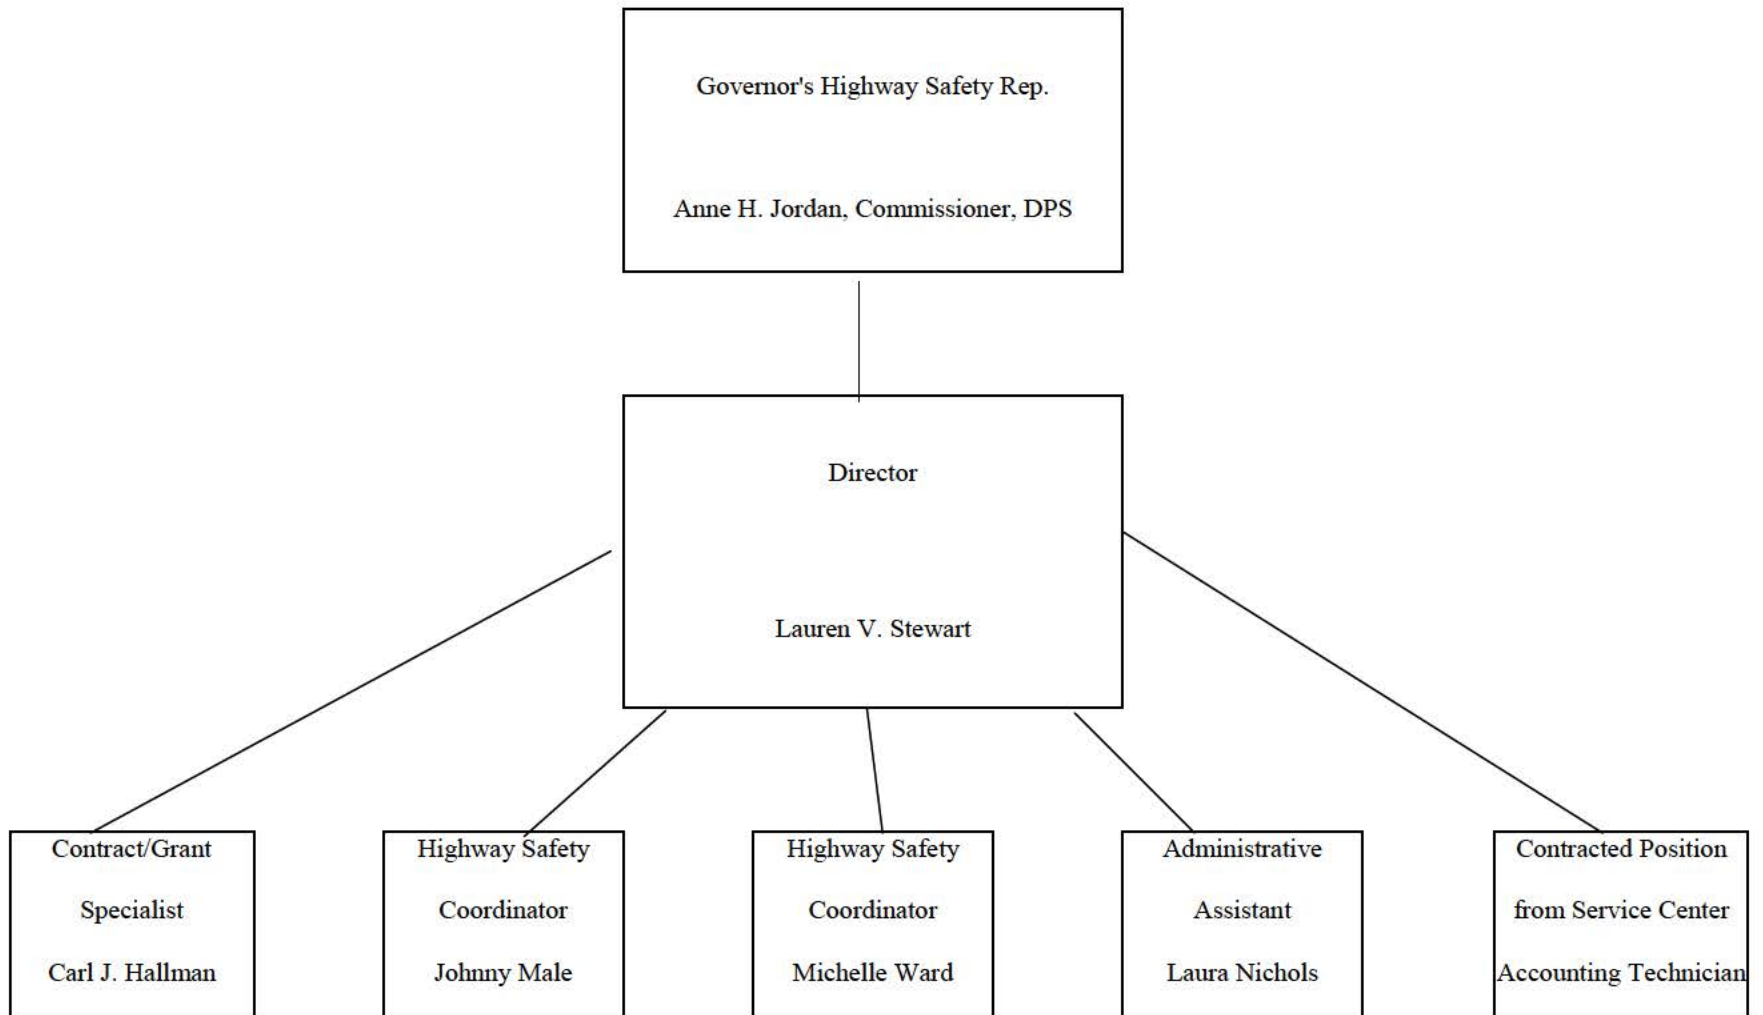 Governor's Highway Safety Rep.
Anne H. Jordan, Commissioner, DPS
Director
Lauren V. Stewart
Contract/Grant
Specialist
Carl J. Hallman
Highway Safety
Coordinator
Johnny Male
Highway Safety
Coordinator
Michelle Ward
Administrative
Assistant
Laura Nichols
Contracted Position
from Service Center
Accounting Technician